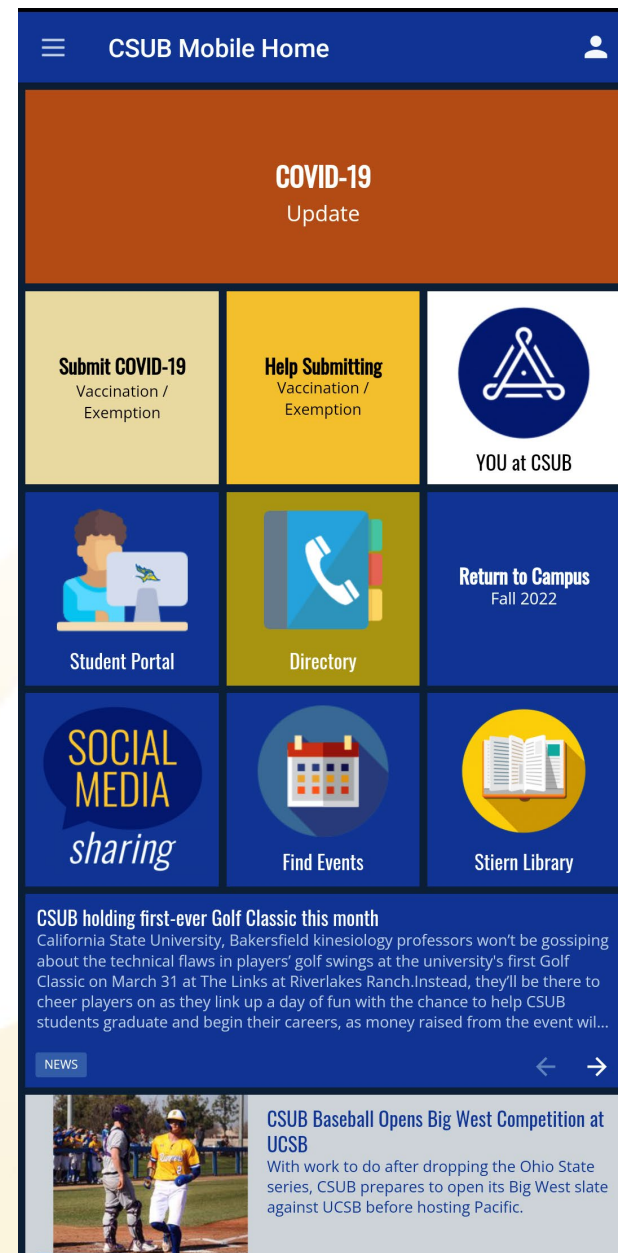 CSUB Mobile Home
COVID-19
Update
Submit COVID-19
Vaccination /
Exemption
Help Submitting
Vaccination /
Exemption
YOU at CSUB
Student Portal
Directory
Return to Campus
Fall 2022
SOCIAL
MEDIA
sharing
Find Events
Stiern Library
CSUB holding first-ever Golf Classic this month
California State University, Bakersfield kinesiology professors won’t be gossiping
about the technical flaws in players’ golf swings at the university's first Golf
Classic on March 31 at The Links at Riverlakes Ranch.Instead, they’ll be there to
cheer players on as they link up a day of fun with the chance to help CSUB
students graduate and begin their careers, as money raised from the event wil...
NEWS
CSUB Baseball Opens Big West Competition at
UCSB
With work to do after dropping the Ohio State
series, CSUB prepares to open its Big West slate
against UCSB before hosting Pacific.